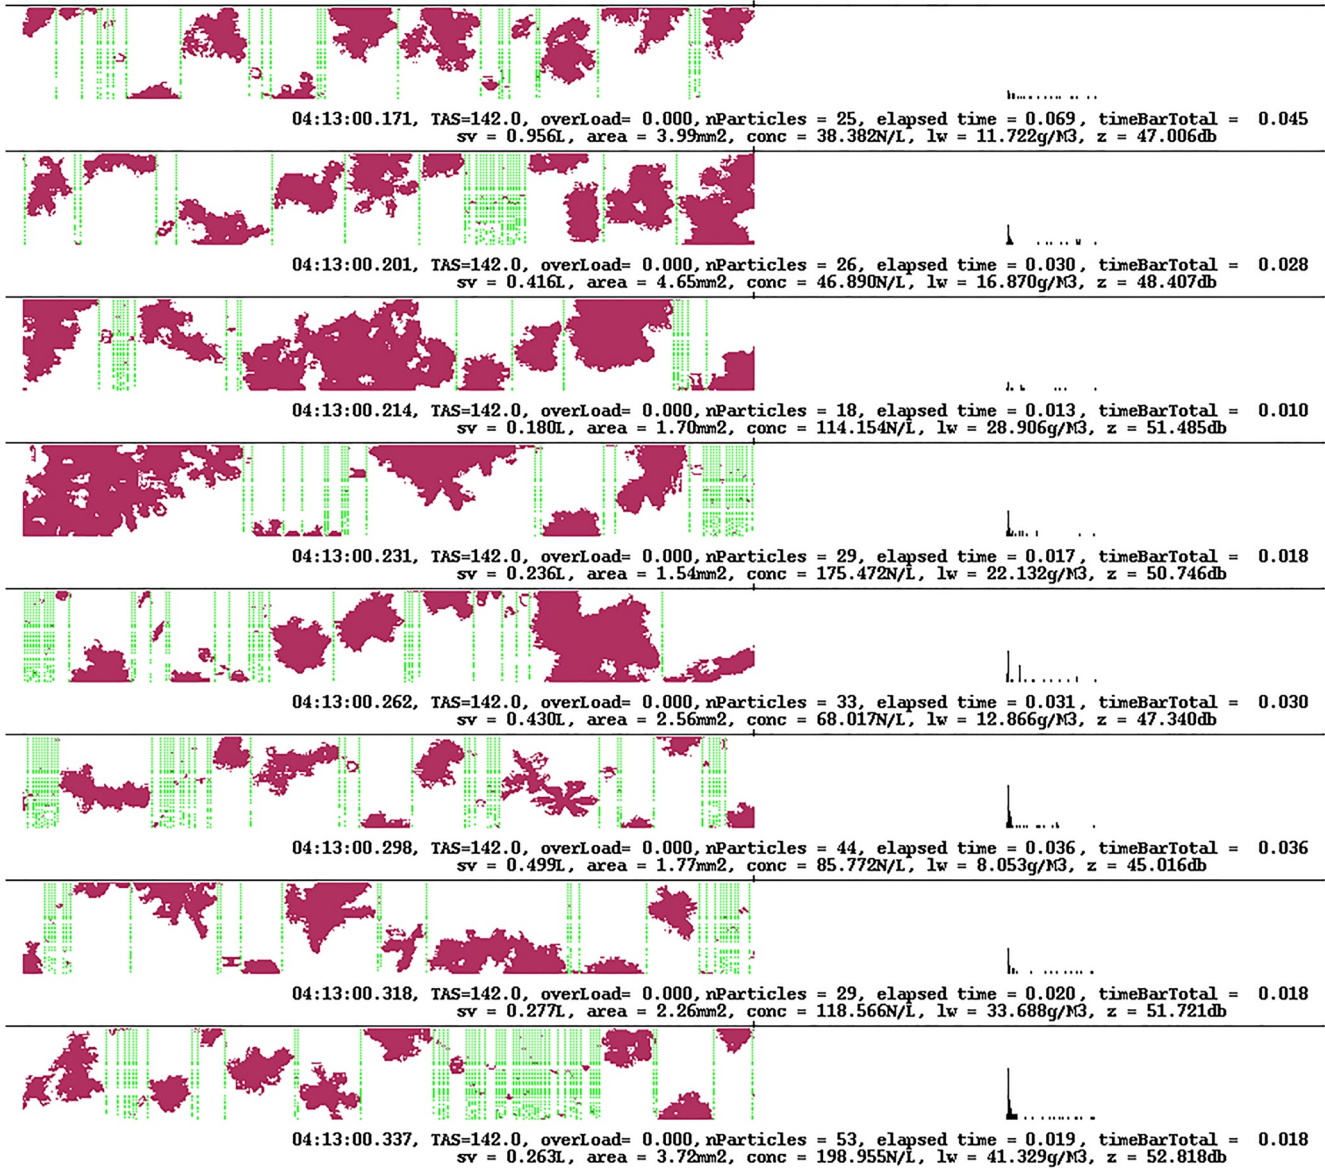 04:13:00.171, TAS=142.0, overLoad= 0.000, nParticles = 25, elapsed time = 0.069, timeBarTotal = 0.045
sv = 0.956L, area = 3.99mm2, conc = 38.382N/L, lw = 11.722g/M3, z = 47.006db
04:13:00.201, TAS=142.0, overLoad= 0.000, nParticles = 26, elapsed time = 0.030, timeBarTotal = 0.028
sv = 0.416L, area = 4.65mm2, conc = 46.890N/L, lw = 16.870g/M3, z = 48.407db
04:13:00.214, TAS=142.0, overLoad= 0.000, nParticles = 18, elapsed time = 0.013, timeBarTotal = 0.010
sv = 0.180L, area = 1.70mm2, conc = 114.154N/L, lw = 28.906g/M3, z = 51.485db
04:13:00.231, TAS=142.0, overLoad= 0.000, nParticles = 29, elapsed time = 0.017, timeBarTotal = 0.018
sv = 0.236L, area = 1.54mm2, conc = 175.472N/L, lw = 22.132g/M3, z = 50.746db
04:13:00.262, TAS=142.0, overLoad= 0.000, nParticles = 33, elapsed time = 0.031, timeBarTotal = 0.030
sv = 0.430L, area = 2.56mm2, conc = 68.017N/L, lw = 12.866g/M3, z = 47.340db
04:13:00.298, TAS=142.0, overLoad= 0.000, nParticles = 44, elapsed time = 0.036, timeBarTotal = 0.036
sv = 0.499L, area = 1.77mm2, conc = 85.772N/L, lw = 8.053g/M3, z = 45.016db
04:13:00.318, TAS=142.0, overLoad= 0.000, nParticles = 29, elapsed time = 0.020, timeBarTotal = 0.018
sv = 0.277L, area = 2.26mm2, conc = 118.566N/L, lw = 33.688g/M3, z = 51.721db
04:13:00.337, TAS=142.0, overLoad= 0.000, nParticles = 53, elapsed time = 0.019, timeBarTotal = 0.018
sv = 0.263L, area = 3.72mm2, conc = 198.955N/L, lw = 41.329g/M3, z = 52.818db